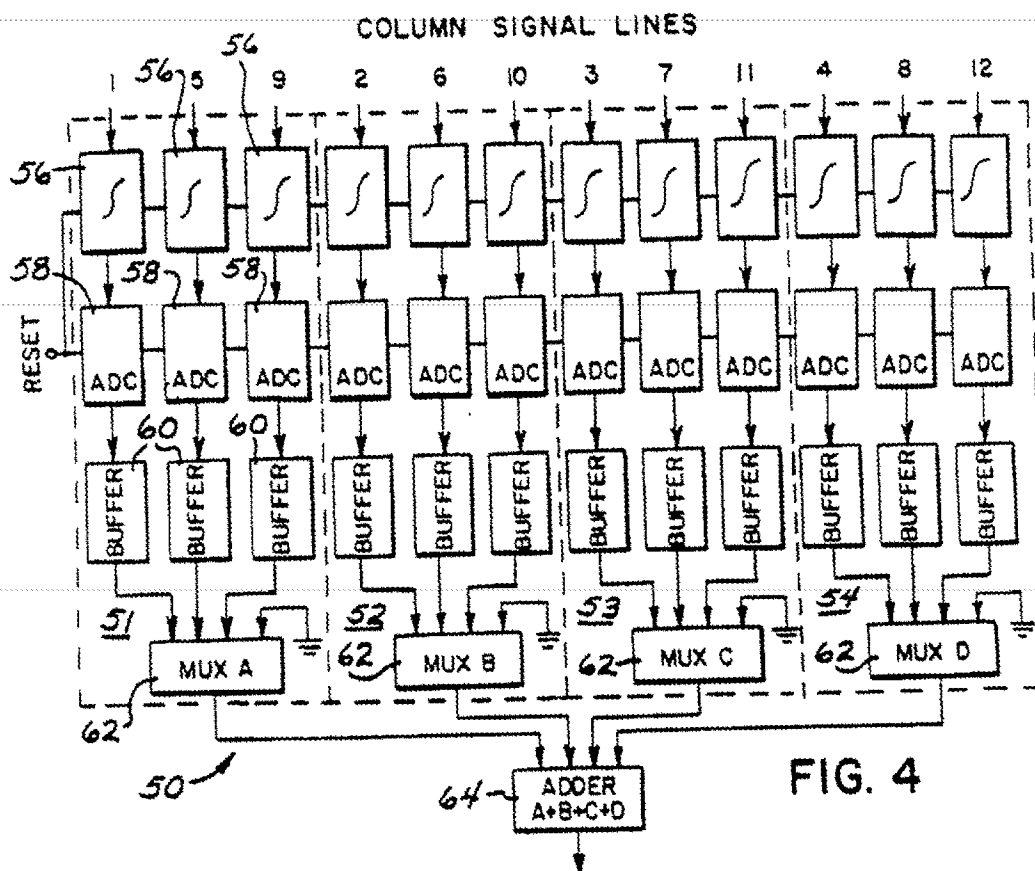 COLUMN SIGNAL LINES
56
56
1 5 9 2 6 10 3 7 11 4 8 12
56
58 58 58
RESET
ADC ADC ADC ADC ADC ADC ADC ADC ADC ADC ADC ADC
60 60
BUFFER BUFFER BUFFER BUFFER BUFFER BUFFER BUFFER BUFFER BUFFER BUFFER BUFFER BUFFER
51 52 53 54
MUX A 62 MUX B 62 MUX C 62 MUX D
62
50
64
ADDER
A+B+C+D
FIG. 4